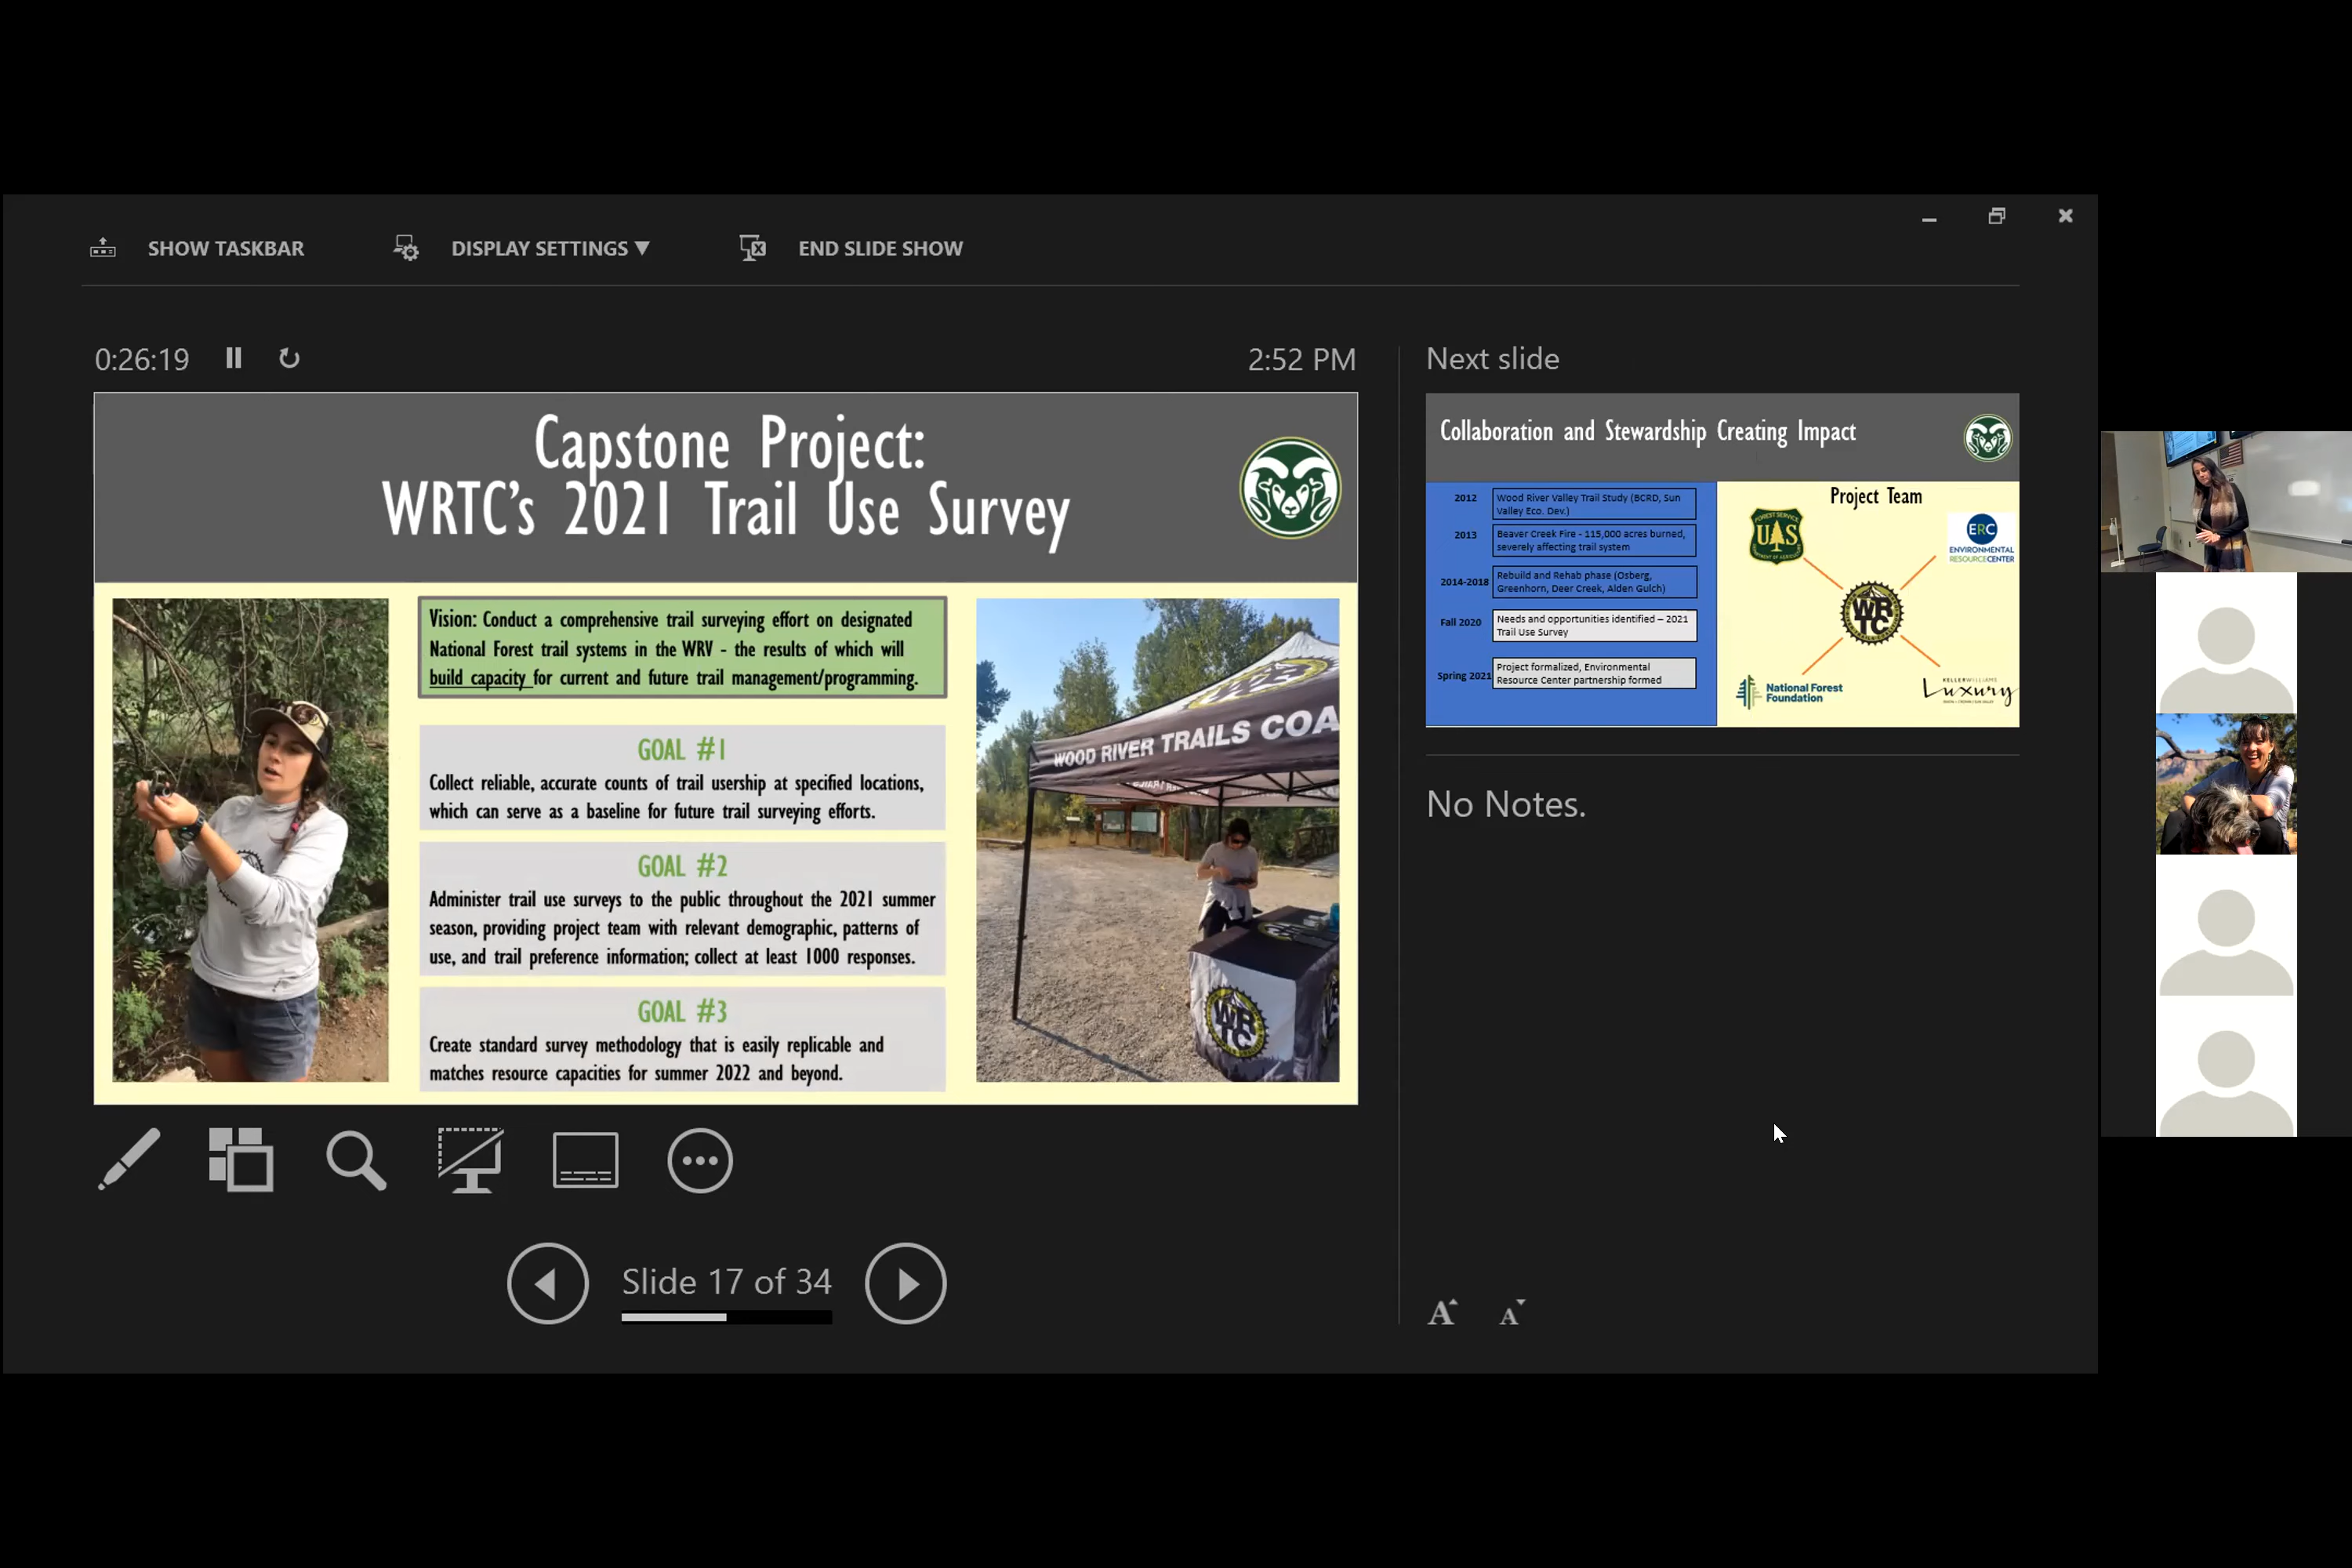 SHOW TASKBAR
DISPLAY SETTINGS ▼
END SLIDE SHOW
0:26:19
2:52 PM
Capstone Project:
WRTC's 2021 Trail Use Survey
Vision: Conduct a comprehensive trail surveying effort on designated
National Forest trail systems in the WRV - the results of which will
build capacity for current and future trail management/programming.
GOAL #1
Collect reliable, accurate counts of trail usership at specified locations,
which can serve as a baseline for future trail surveying efforts.
GOAL #2
Administer trail use surveys to the public throughout the 2021 summer
season, providing project team with relevant demographic, patterns of
use, and trail preference information; collect at least 1000 responses.
GOAL #3
Create standard survey methodology that is easily replicable and
matches resource capacities for summer 2022 and beyond.
WOOD RIVER TRAILS COA
WR
TC
Slide 17 of 34
Next slide
Collaboration and Stewardship Creating Impact
2012
Wood River Valley Trail Study (BCRD, Sun
Valley Eco. Dev.)
2013
Beaver Creek Fire - 115,000 acres burned,
severely affecting trail system
2014-2018
Rebuild and Rehab phase (Osberg,
Greenhorn, Deer Creek, Alden Gulch)
Fall 2020
Needs and opportunities identified – 2021
Trail Use Survey
Spring 2021
Project formalized, Environmental
Resource Center partnership formed
Project Team
FOREST SERVICE
UAS
ERC
ENVIRONMENTAL
RESOURCECENTER
WR
TC
National Forest
Foundation
KELLERWILLIAMS
Luxury
No Notes.
A A